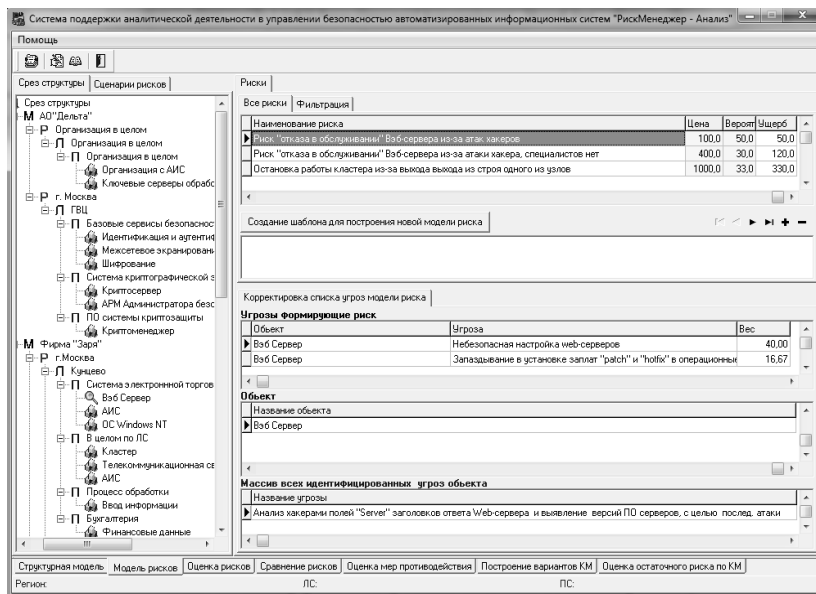 Система поддержки аналитической деятельности в управлении безопасностью автоматизированных информационных систем "РискМенеджер - Анализ"
Помощь
Срез структуры Сценарии рисков
Срез структуры
М АО"Дельта"
Р Организация в целом
Л Организация в целом
П Организация в целом
Организация с АИС
Ключевые серверы обрабо
Р г. Москва
Л ГВЦ
П Базовые сервисы безопаснос
Идентификация и аутентиф
Межсетевое экранировани
Шифрование
П Система криптографической з
Криптосервер
АРМ Администратора безо
П ПО системы криптозащиты
Криптоменеджер
М Фирма "Заря"
Р г.Москва
Л Кунцево
П Система электроннной торгов
Вэб Сервер
АИС
ОС Windows NT
П В целом по ЛС
Кластер
Телекоммуникационная се
АИС
П Процесс обработки
Ввод информации
П Бухгалтерия
Финансовые данные
Риски
Все риски Фильтрация
Наименование риска Цена Вероят Ущерб
Риск "отказа в обслуживании" Вэб-сервера из-за атак хакеров 100,0 50,0 50,0
Риск "отказа в обслуживании" Вэб-сервера из-за атаки хакера, специалистов нет 400,0 30,0 120,0
Остановка работы кластера из-за выхода выхода из строя одного из узлов 1000,0 33,0 330,0
Создание шаблона для построения новой модели риска
Корректировка списка угроз модели риска
Угрозы формирующие риск
Объект Угроза Вес
Вэб Сервер Небезопасная настройка web-серверов 40,00
Вэб Сервер Запаздывание в установке заплат "patch" и "hotfix" в операционные 16,67
Объект
Название объекта
Вэб Сервер
Массив всех идентифицированных угроз объекта
Название угрозы
Анализ хакерами полей "Server" заголовков ответа Web-сервера и выявление версий ПО серверов, с целью послед. атаки
Структурная модель Модель рисков Оценка рисков Сравнение рисков Оценка мер противодействия Построение вариантов КМ Оценка остаточного риска по КМ
Регион: ЛС: ПС: